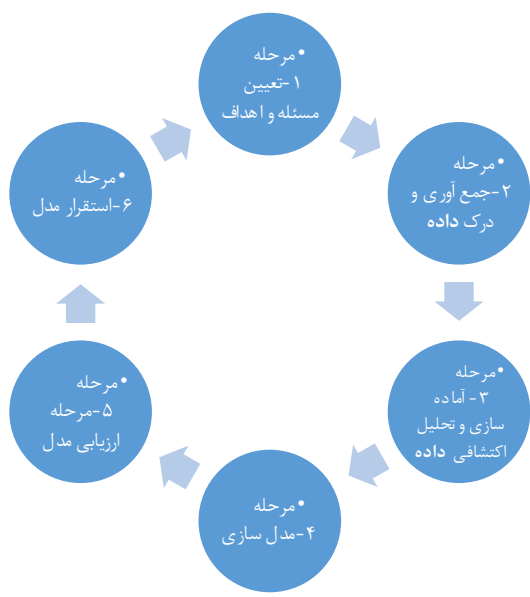 •مرحله
۱-تعیین
مسئله و اهداف
•مرحله
۲-جمع آوری و
درک داده
•مرحله
۳- آماده
سازی و تحلیل
اکتشافی داده
•مرحله
۴-مدل سازی
•مرحله
۵-مرحله
ارزیابی مدل
•مرحله
۶-استقرار مدل